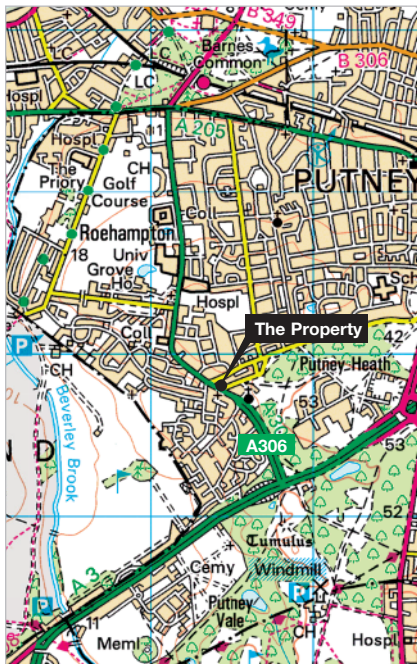 B 349
LC
C
Barnes
Common
LC
B 306
Hospl
A 205
11
Hospl
CH
The
Priory
Golf
Course
PUTNEY
Coll
Roehampton
18
Univ
Grove
Ho
Sch
Hospl
The Property
42
P
Coll
Putney Heath
CH
53
Beverley Brook
A306
53
N D
52
Tumulus
Windmill
A 3
Cemy
P
P
Putney
Vale
CH
11
Meml
Hospl